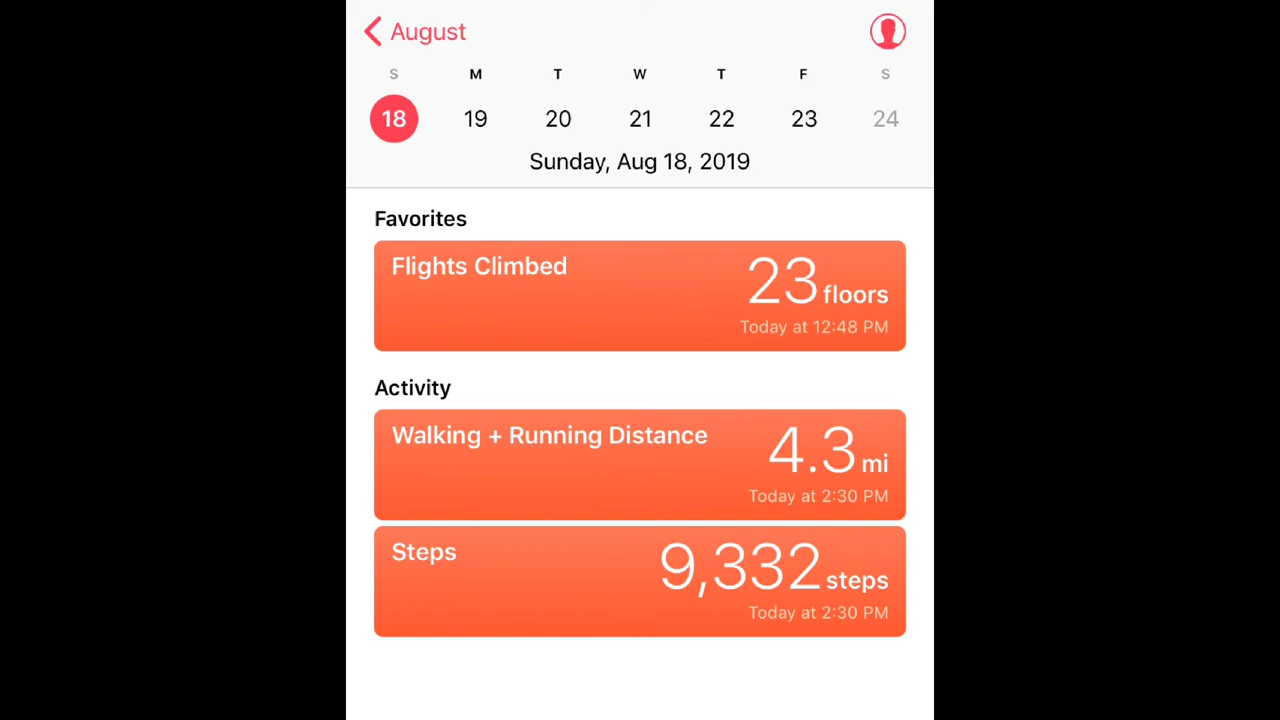 August
S M T W T F S
18 19 20 21 22 23 24
Sunday, Aug 18, 2019
Favorites
Flights Climbed 23 floors
Today at 12:48 PM
Activity
Walking + Running Distance 4.3 mi
Today at 2:30 PM
Steps 9,332 steps
Today at 2:30 PM